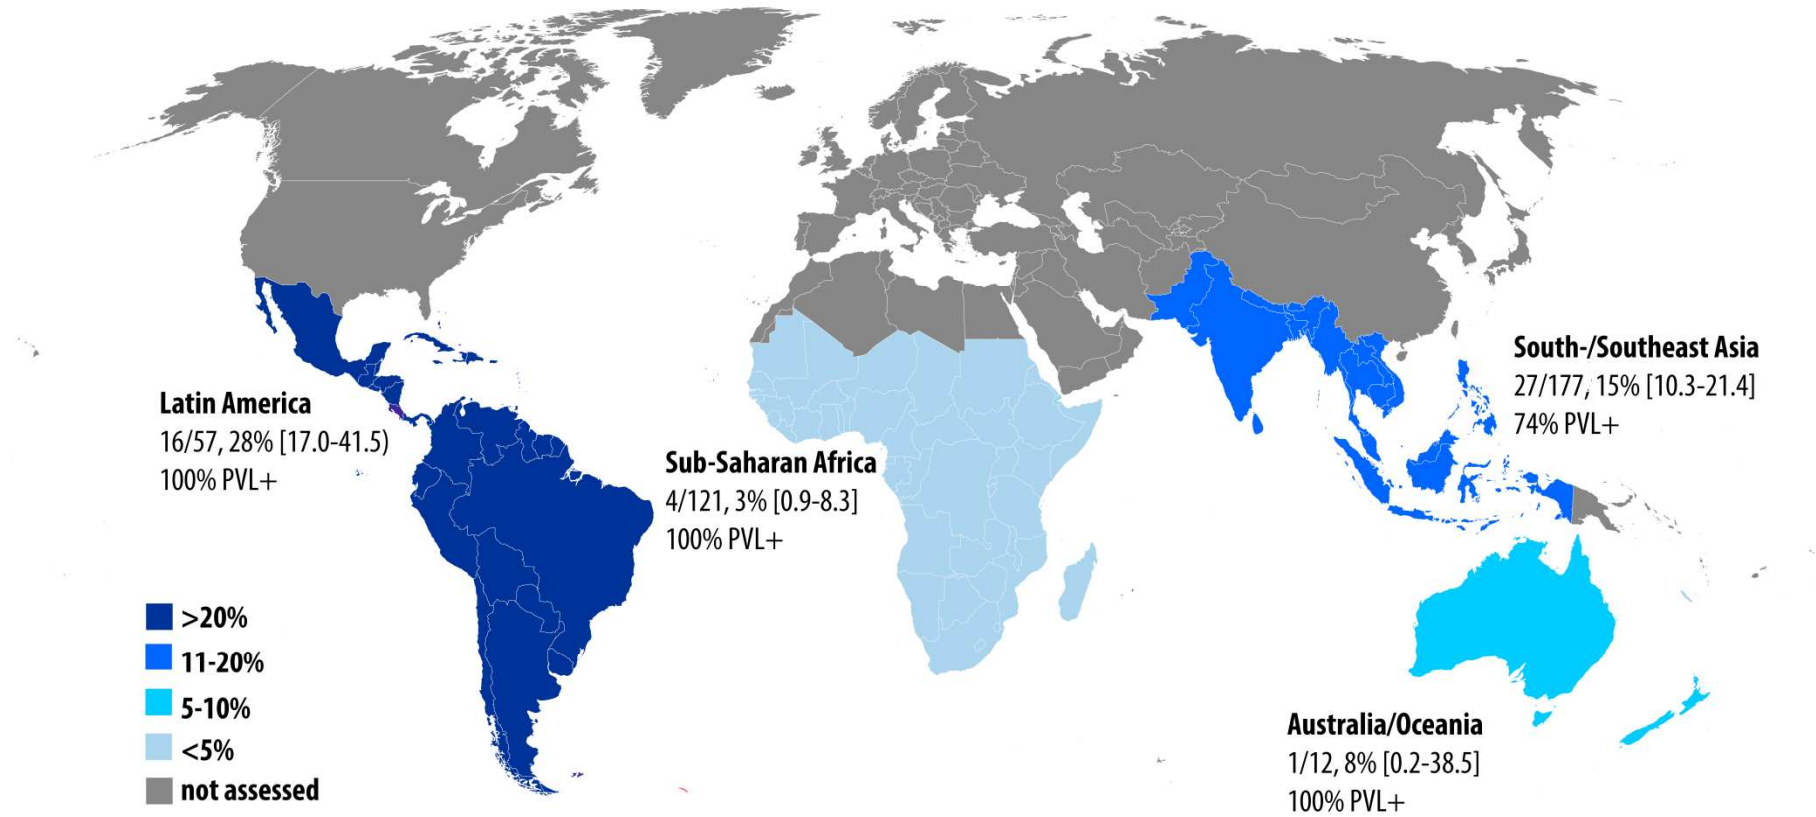 Latin America
16/57, 28% [17.0-41.5)
100% PVL+
Sub-Saharan Africa
4/121, 3% [0.9-8.3]
100% PVL+
South-/Southeast Asia
27/177, 15% [10.3-21.4]
74% PVL+
Australia/Oceania
1/12, 8% [0.2-38.5]
100% PVL+
>20%
11-20%
5-10%
<5%
not assessed